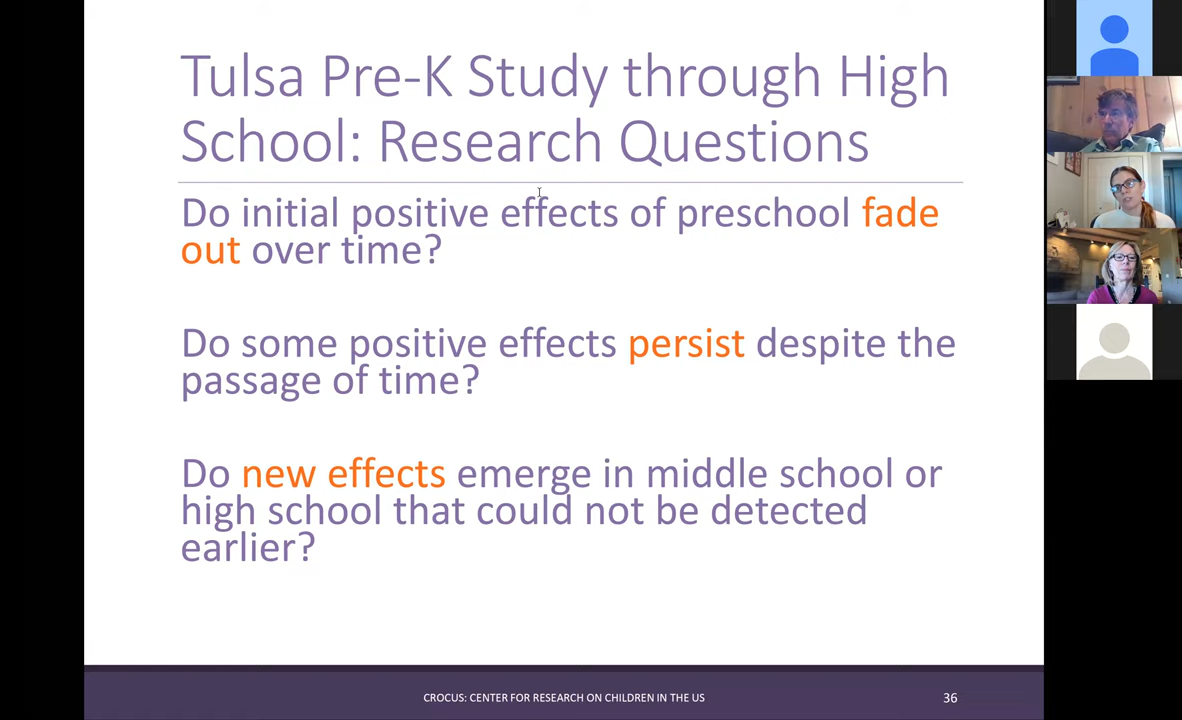 Tulsa Pre-K Study through High
School: Research Questions
Do initial positive effects of preschool fade
out over time?
Do some positive effects persist despite the
passage of time?
Do new effects emerge in middle school or
high school that could not be detected
earlier?
CROCUS: CENTER FOR RESEARCH ON CHILDREN IN THE US
36